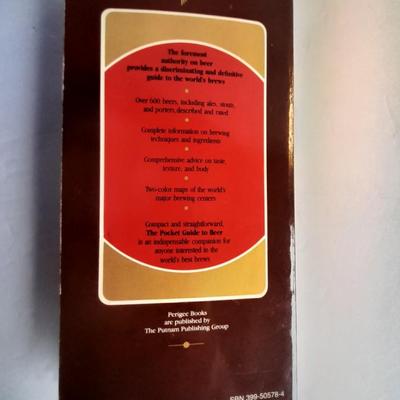 The foremost
authority on beer
provides a discriminating and definitive
guide to the world's brews
Over 600 beers, including ales, stouts,
and porters, described and rated
Complete information on brewing
techniques and ingredients
Comprehensive advice on taste,
texture, and body
Two-color maps of the world's
major brewing centers
Compact and straightforward,
The Pocket Guide to Beer
is an indispensable companion for
anyone interested in the
world's best brews
Perigee Books
are published by
The Putnam Publishing Group
SBN 399-50578-4